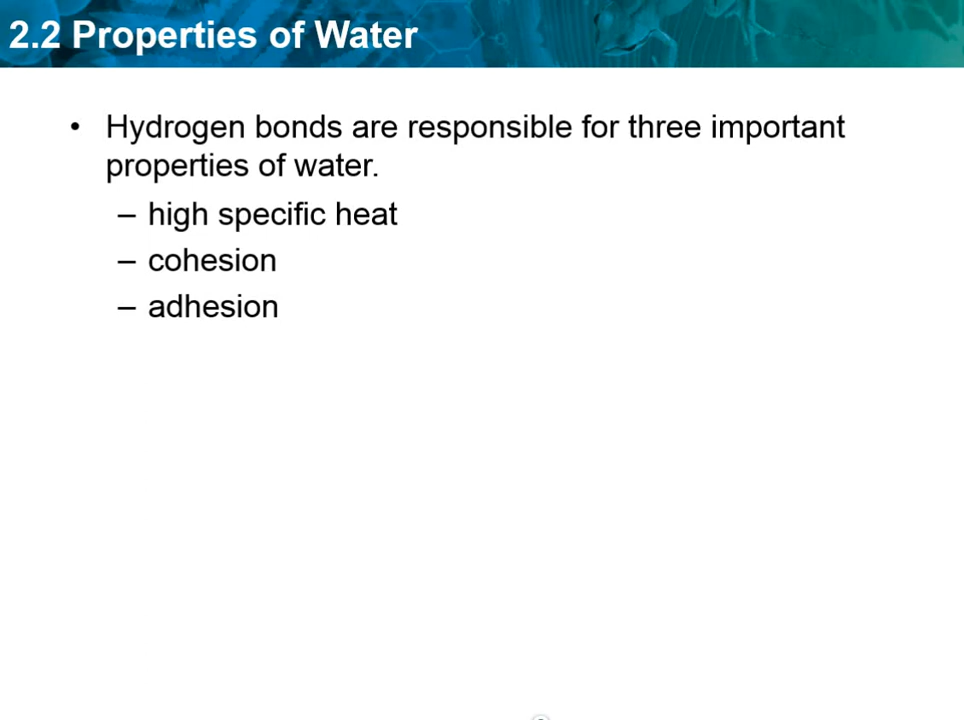 2.2 Properties of Water
• Hydrogen bonds are responsible for three important
properties of water.
– high specific heat
– cohesion
– adhesion